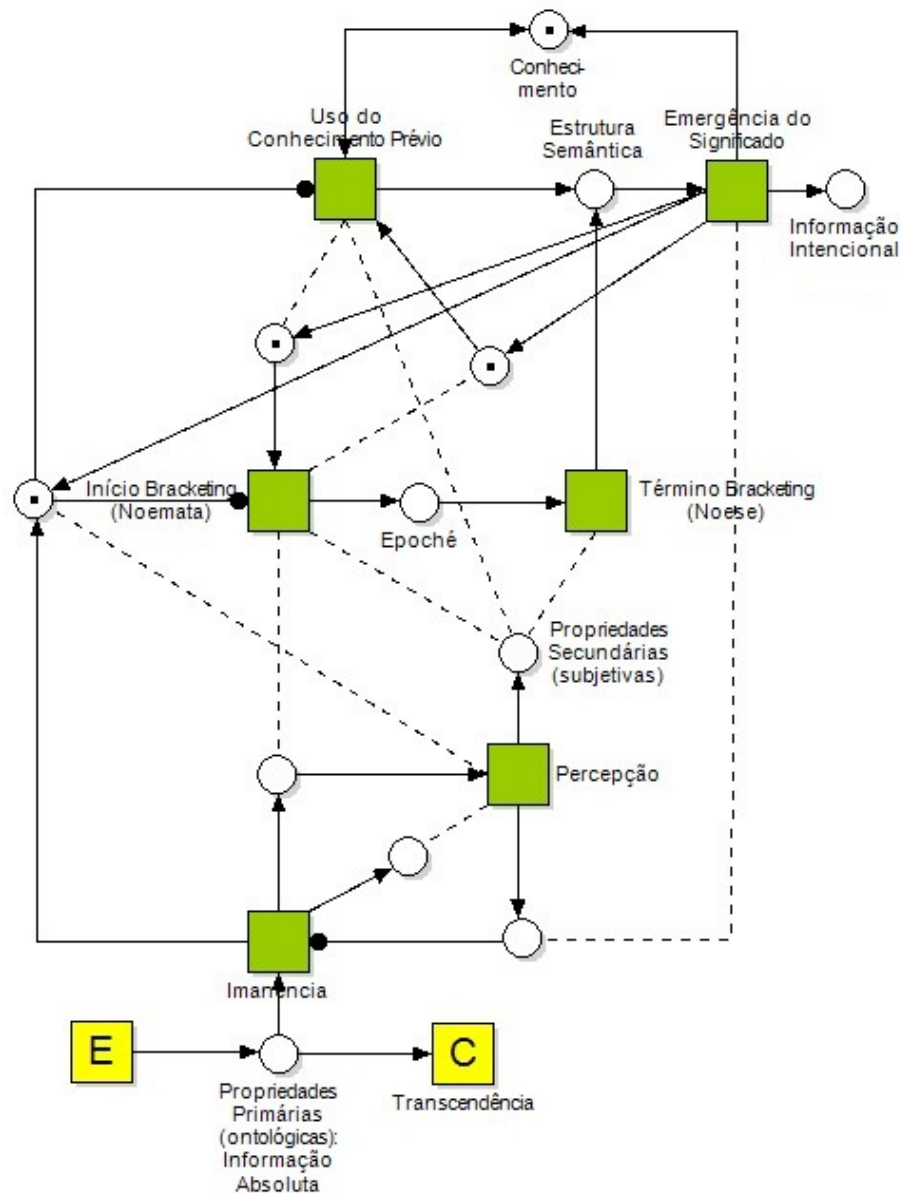 Conheci-
mento
Uso do
Conhecimento Prévio
Estrutura
Semântica
Emergência do
Significado
Informação
Intencional
Início Bracketing
(Noemata)
Epoché
Término Bracketing
(Noese)
Propriedades
Secundárias
(subjetivas)
Percepção
Imanência
E
C
Transcendência
Propriedades
Primárias
(ontológicas):
Informação
Absoluta